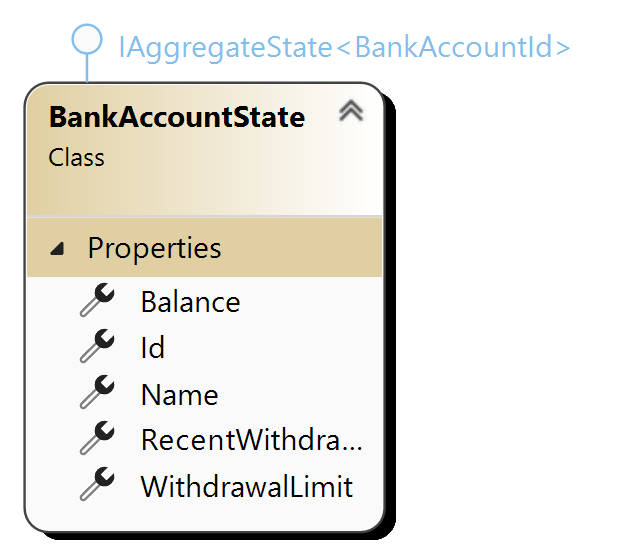 IAggregateState<BankAccountId>
BankAccountState
Class
Properties
Balance
Id
Name
RecentWithdra...
WithdrawalLimit